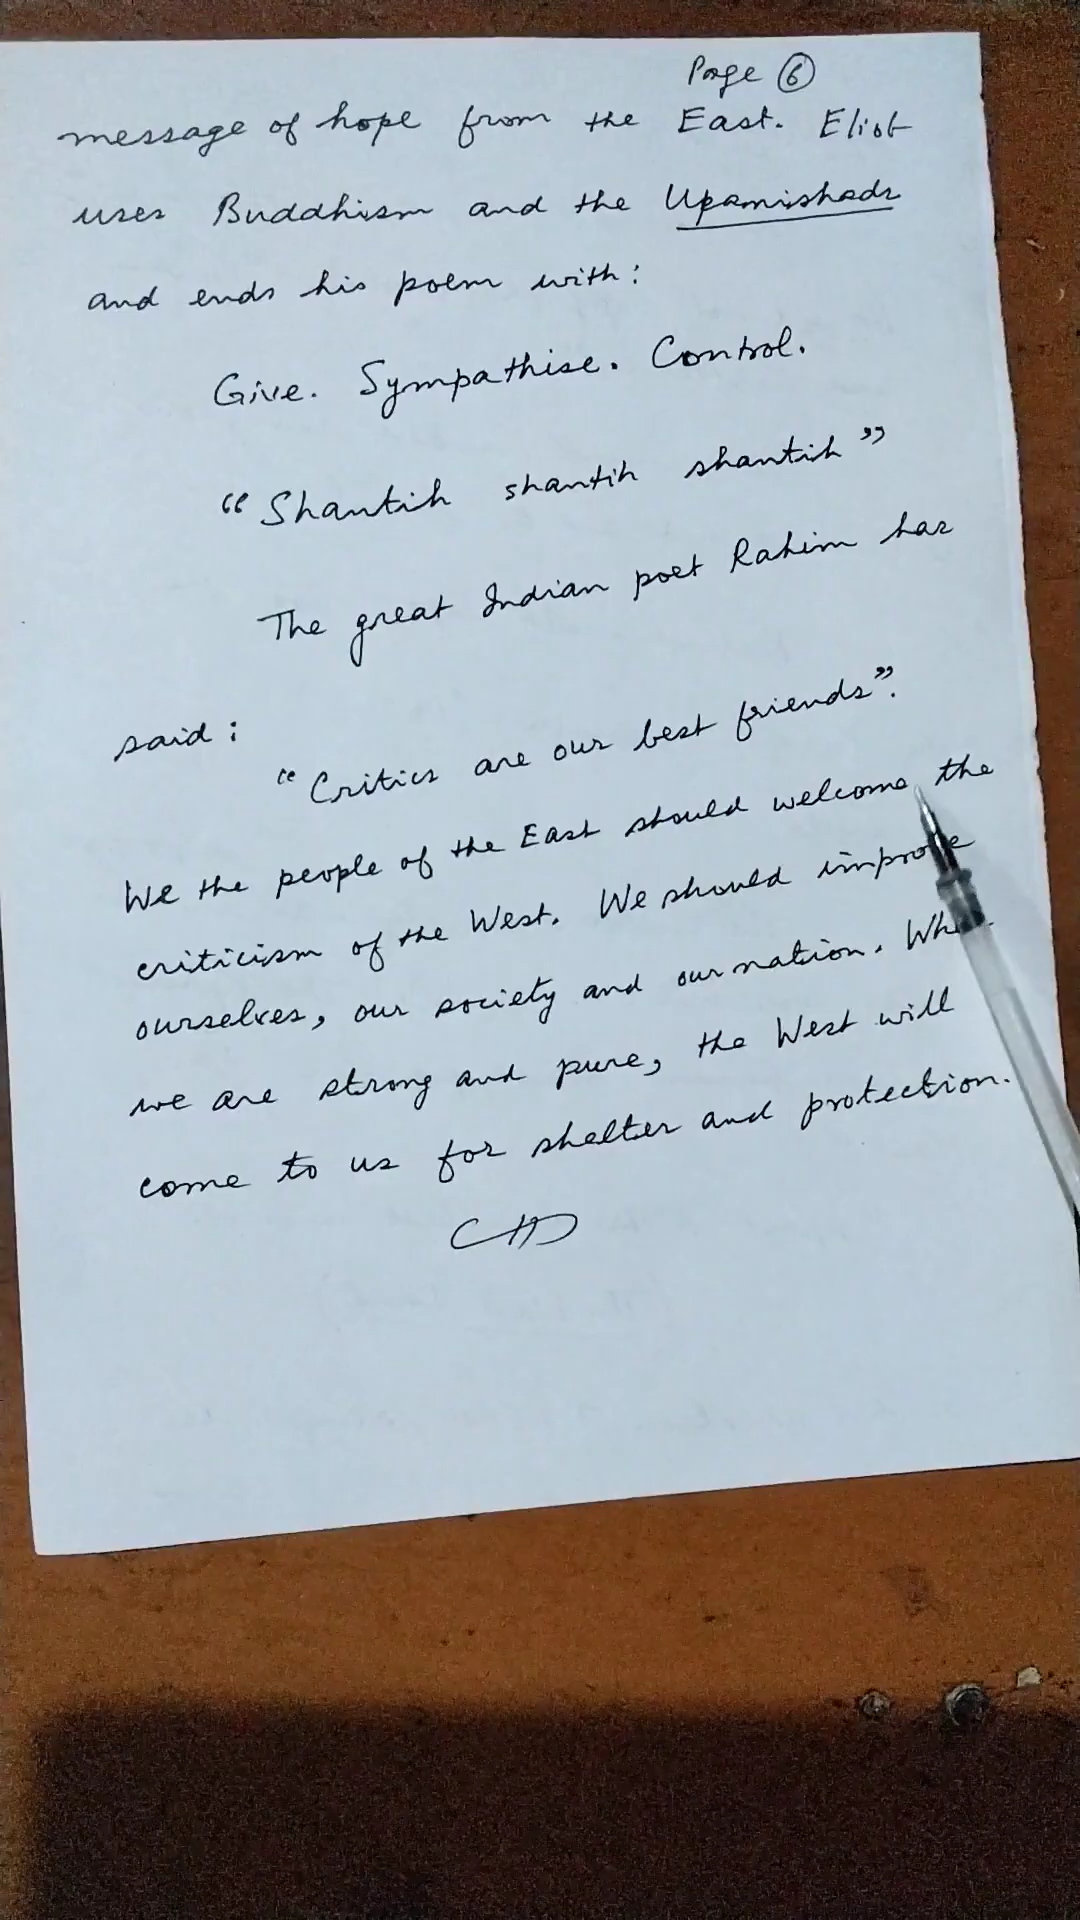 Page 6
message of hope from the East. Eliot
uses Buddhism and the Upanishads
and ends his poem with:
Give. Sympathise. Control.
"Shantih shantih shantih"
The great Indian poet Rahim has
said:
"Critics are our best friends".
We the people of the East should welcome the
criticism of the West. We should improve
ourselves, our society and our nation.
we are strong and pure, the West will
come to us for shelter and protection.